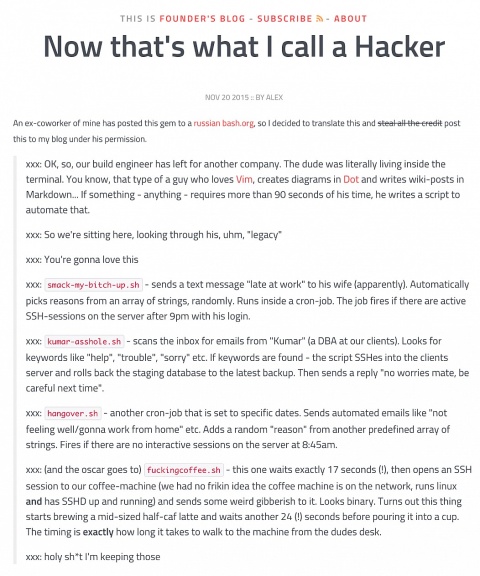 THIS IS FOUNDER'S BLOG - SUBSCRIBE - ABOUT
Now that's what I call a Hacker
NOV 20 2015 :: BY ALEX
An ex-coworker of mine has posted this gem to a russian bash.org, so I decided to translate this and steal all the credit post
this to my blog under his permission.
xxx: OK, so, our build engineer has left for another company. The dude was literally living inside the
terminal. You know, that type of a guy who loves Vim, creates diagrams in Dot and writes wiki-posts in
Markdown... If something - anything - requires more than 90 seconds of his time, he writes a script to
automate that.
xxx: So we're sitting here, looking through his, uhm, "legacy"
xxx: You're gonna love this
xxx: smack-my-bitch-up.sh - sends a text message "late at work" to his wife (apparently). Automatically
picks reasons from an array of strings, randomly. Runs inside a cron-job. The job fires if there are active
SSH-sessions on the server after 9pm with his login.
xxx: kumar-asshole.sh - scans the inbox for emails from "Kumar" (a DBA at our clients). Looks for
keywords like "help", "trouble", "sorry" etc. If keywords are found - the script SSHes into the clients
server and rolls back the staging database to the latest backup. Then sends a reply "no worries mate, be
careful next time".
xxx: hangover.sh - another cron-job that is set to specific dates. Sends automated emails like "not
feeling well/gonna work from home" etc. Adds a random "reason" from another predefined array of
strings. Fires if there are no interactive sessions on the server at 8:45am.
xxx: (and the oscar goes to) fuckingcoffee.sh - this one waits exactly 17 seconds (!), then opens an SSH
session to our coffee-machine (we had no frikin idea the coffee machine is on the network, runs linux
and has SSHD up and running) and sends some weird gibberish to it. Looks binary. Turns out this thing
starts brewing a mid-sized half-caf latte and waits another 24 (!) seconds before pouring it into a cup.
The timing is exactly how long it takes to walk to the machine from the dudes desk.
xxx: holy sh*t I'm keeping those